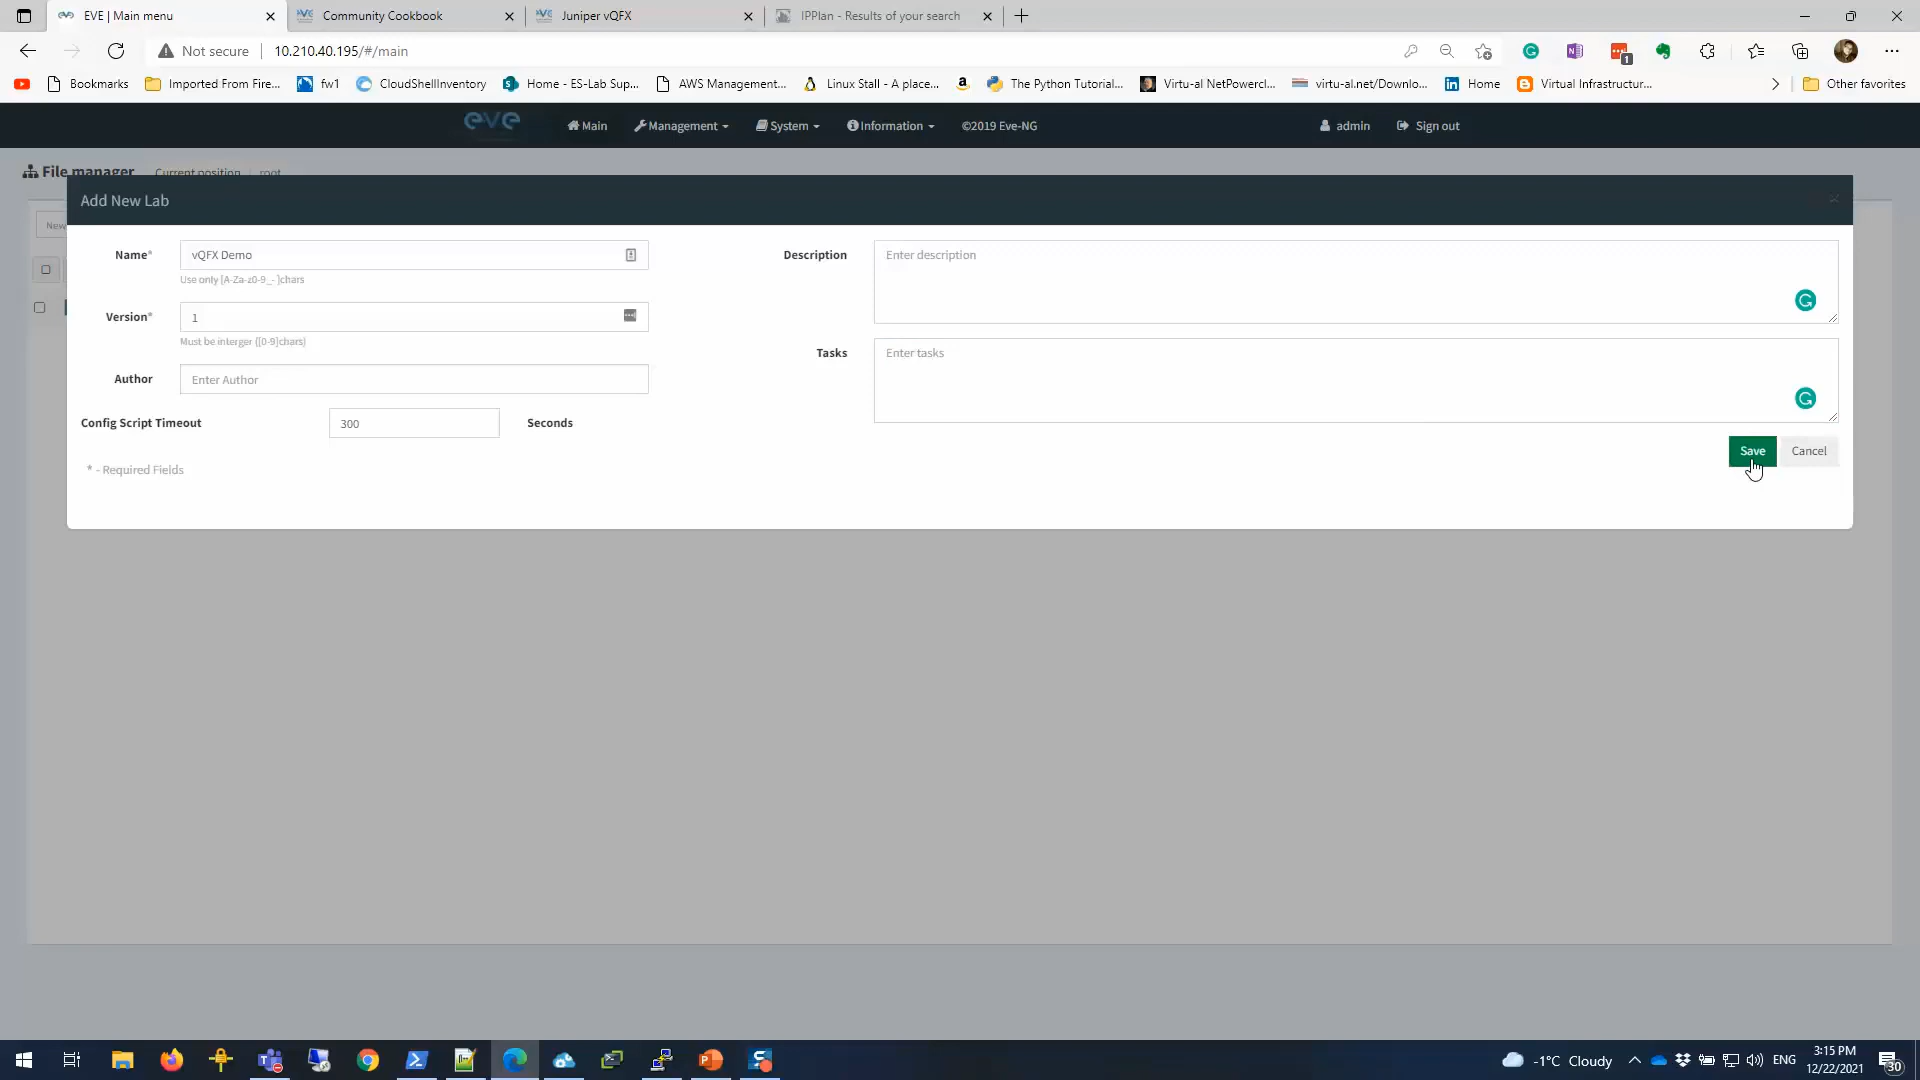 EVE | Main menu
Community Cookbook
Juniper vQFX
IPPlan - Results of your search
Not secure
10.210.40.195/#/main
1
Bookmarks
Imported From Fire...
fw1
CloudShellInventory
Home - ES-Lab Sup...
AWS Management...
Linux Stall - A place...
The Python Tutorial...
Virtu-al NetPowercl...
virtu-al.net/Downlo...
Home
Virtual Infrastructur...
Other favorites
eve
Main
Management
System
Information
©2019 Eve-NG
admin
Sign out
File manager
Current position
root
Add New Lab
New
Name*
vQFX Demo
Use only [A-Za-z0-9_- ]chars
Version*
1
Must be interger ([0-9]chars)
Author
Enter Author
Config Script Timeout
300
Seconds
* - Required Fields
Description
Enter description
Tasks
Enter tasks
Save
Cancel
-1°C Cloudy
ENG
3:15 PM
12/22/2021
30